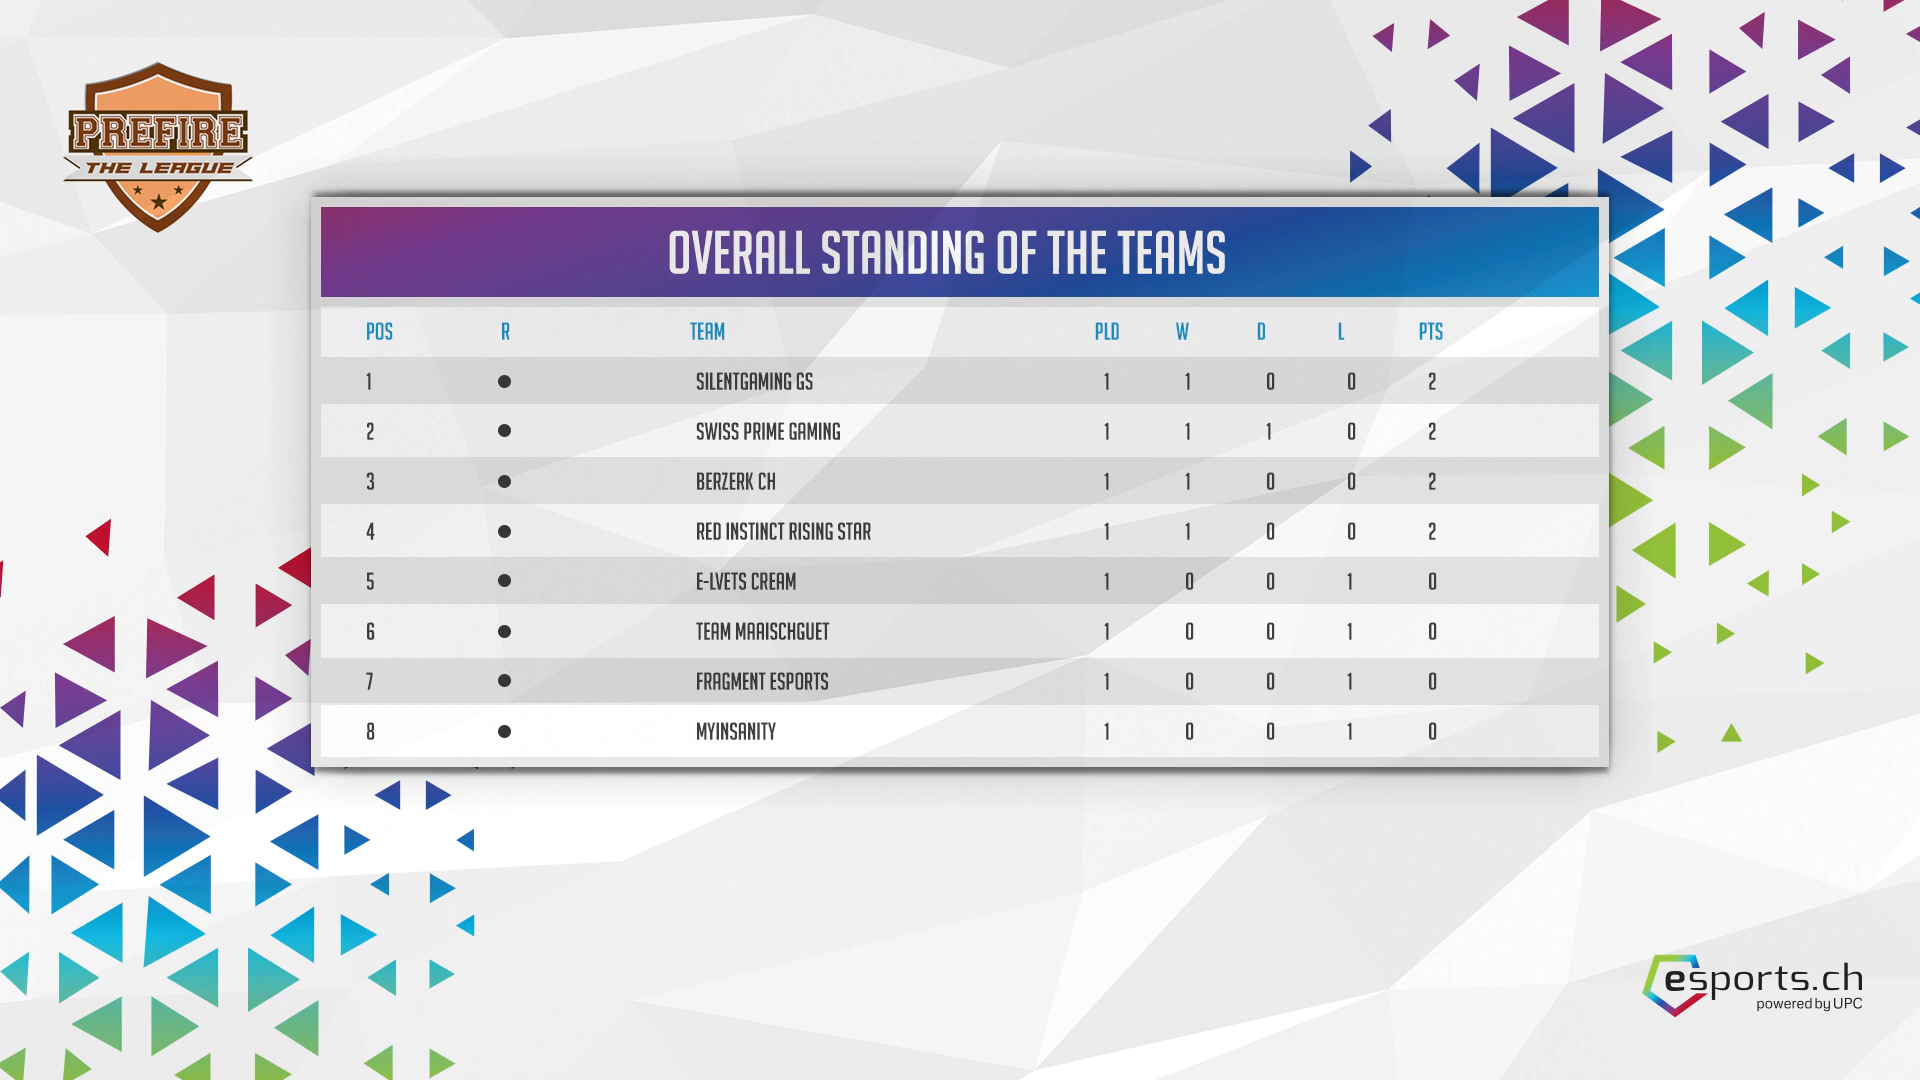 PREFIRE
THE LEAGUE
OVERALL STANDING OF THE TEAMS
POS R TEAM PLD W D L PTS
1 SILENTGAMING GS 1 1 0 0 2
2 SWISS PRIME GAMING 1 1 1 0 2
3 BERZERK CH 1 1 0 0 2
4 RED INSTINCT RISING STAR 1 1 0 0 2
5 E-LVETS CREAM 1 0 0 1 0
6 TEAM MAAISCHGUET 1 0 0 1 0
7 FRAGMENT ESPORTS 1 0 0 1 0
8 MYINSANITY 1 0 0 1 0
esports.ch
powered by UPC